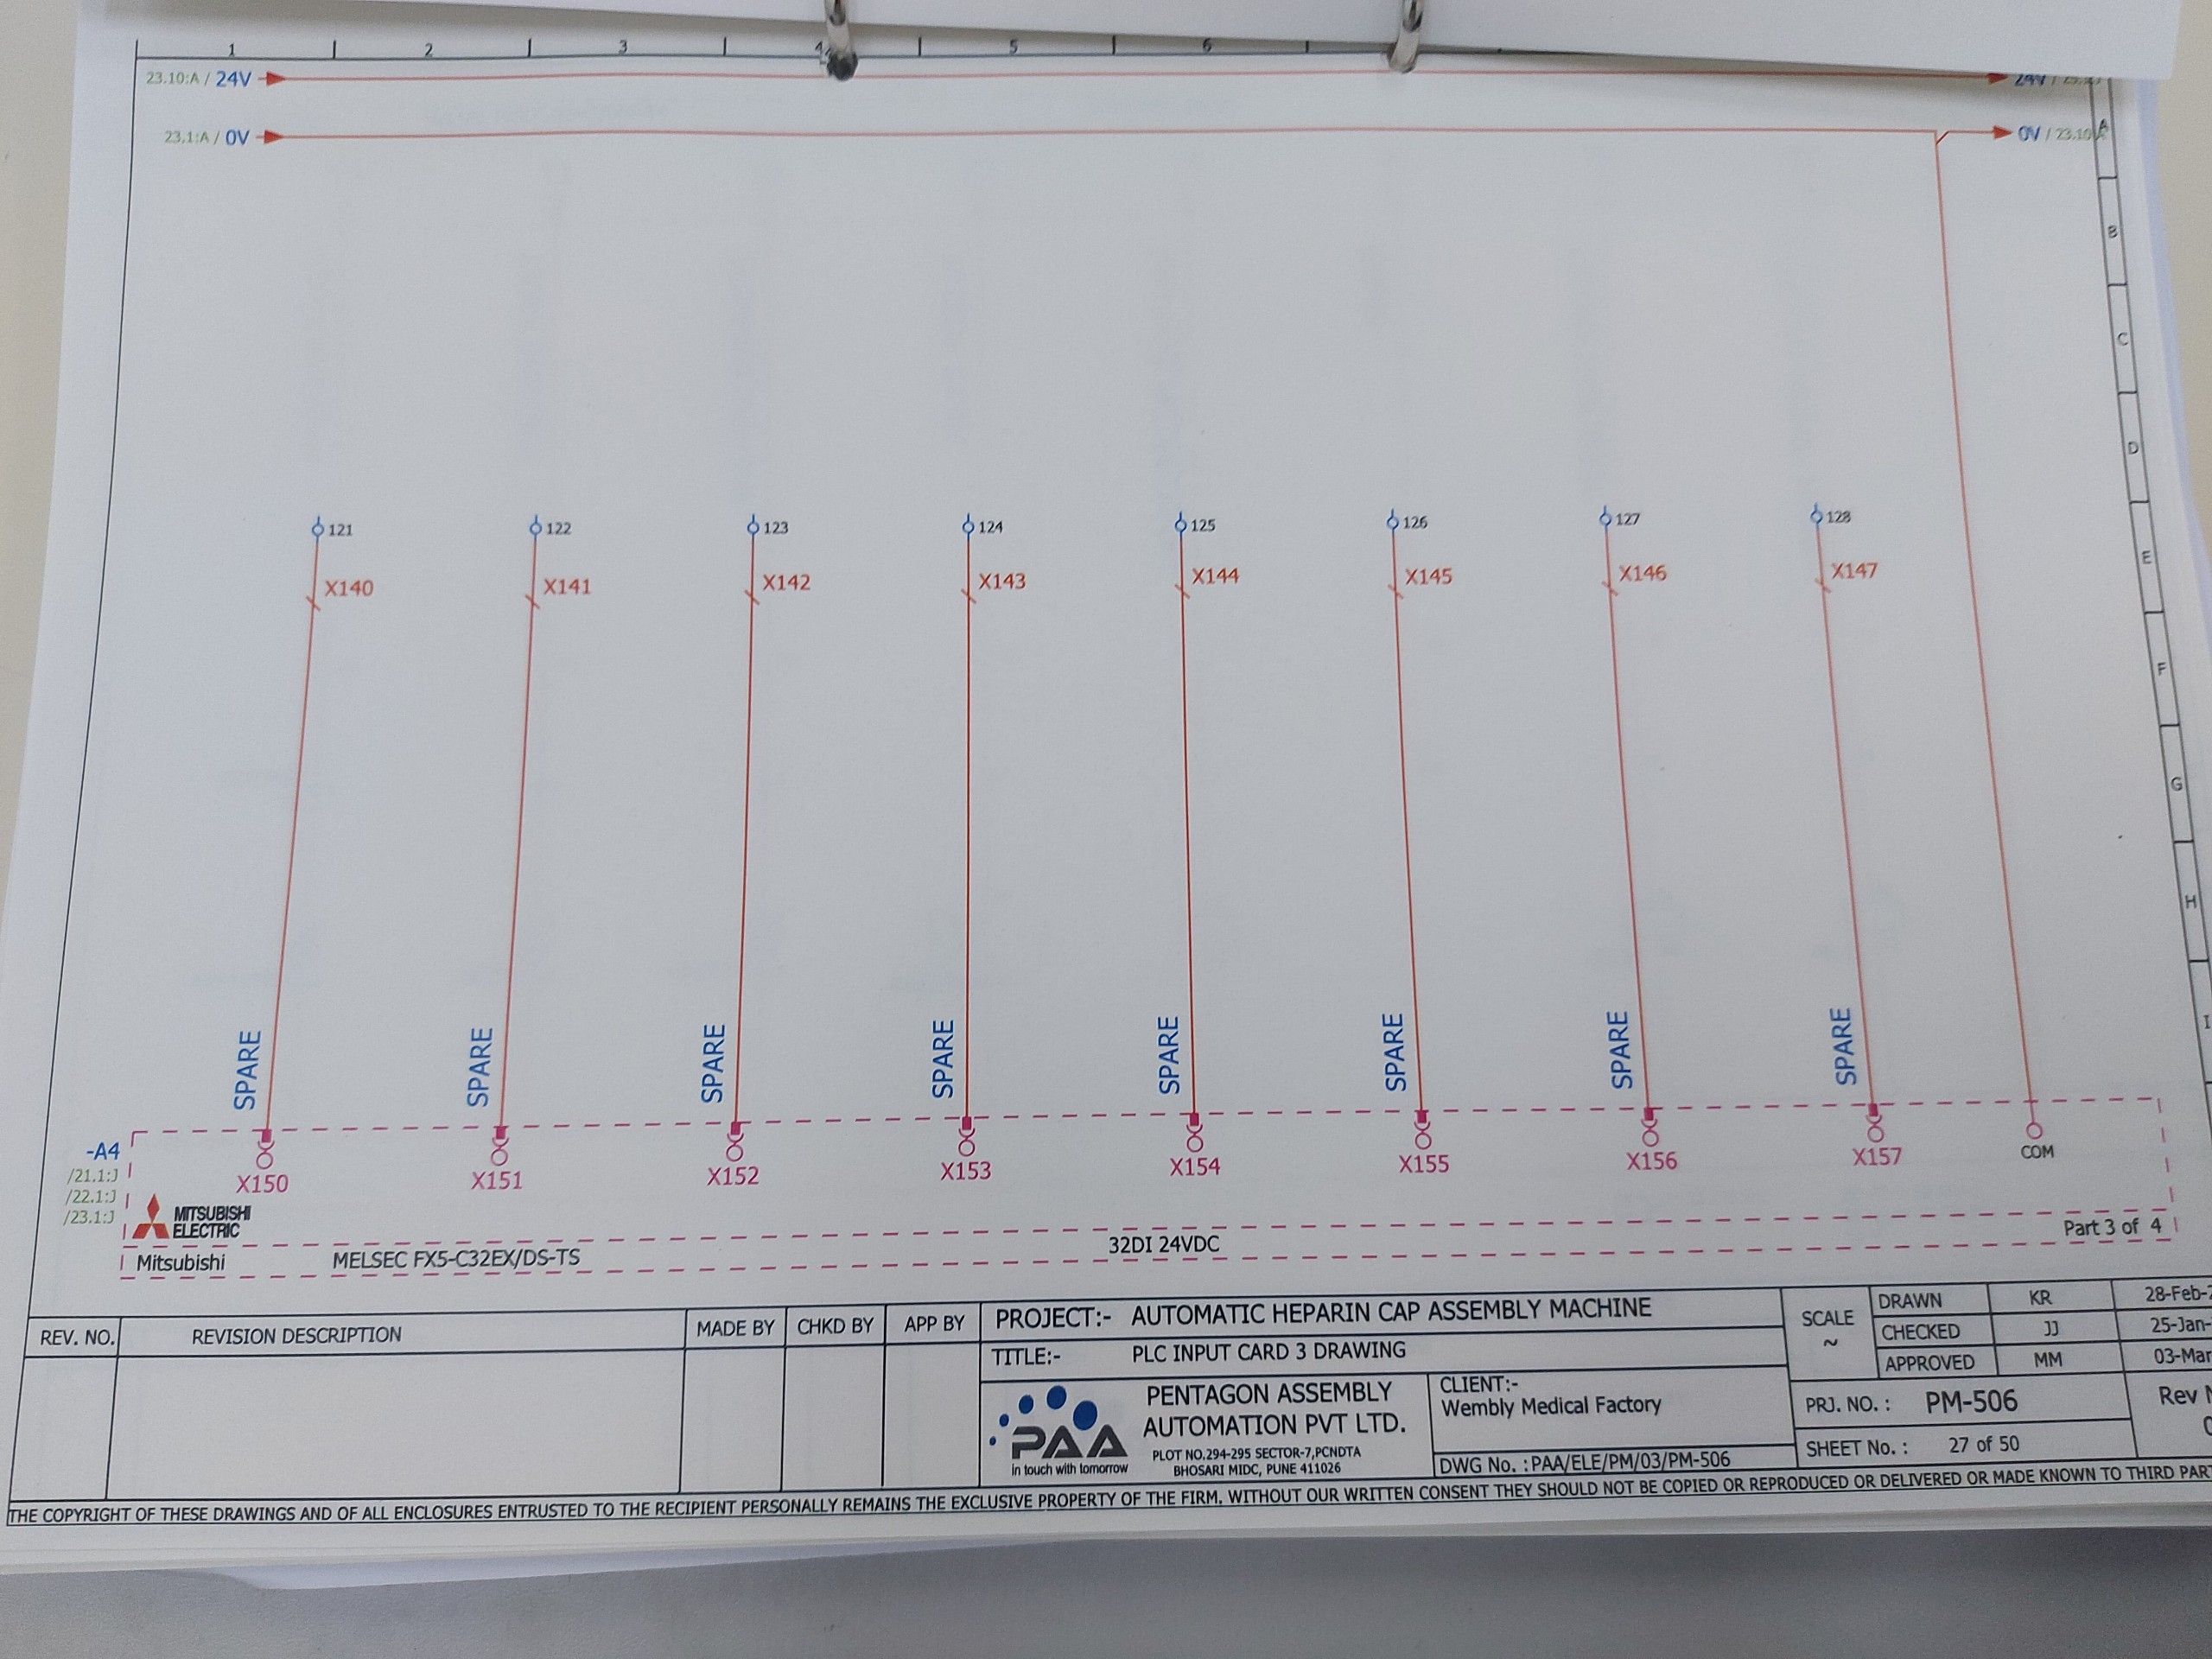 1 2 3 4 5 6
23.10:A / 24V
24V
23.1:A / 0V
0V / 23.10
A
B
C
D
E
F
G
H
I
121 122 123 124 125 126 127 128
X140 X141 X142 X143 X144 X145 X146 X147
SPARE SPARE SPARE SPARE SPARE SPARE SPARE SPARE
-A4
/21.1:J
/22.1:J
/23.1:J
X150 X151 X152 X153 X154 X155 X156 X157 COM
MITSUBISHI
ELECTRIC
Part 3 of 4
Mitsubishi MELSEC FX5-C32EX/DS-TS 32DI 24VDC
REV. NO. REVISION DESCRIPTION MADE BY CHKD BY APP BY
PROJECT:- AUTOMATIC HEPARIN CAP ASSEMBLY MACHINE
TITLE:- PLC INPUT CARD 3 DRAWING
SCALE
~
DRAWN KR 28-Feb-
CHECKED JJ 25-Jan-
APPROVED MM 03-Mar
PAA
in touch with tomorrow
PENTAGON ASSEMBLY
AUTOMATION PVT LTD.
PLOT NO.294-295 SECTOR-7,PCNDTA
BHOSARI MIDC, PUNE 411026
CLIENT:-
Wembly Medical Factory
DWG No. :PAA/ELE/PM/03/PM-506
PRJ. NO. : PM-506
SHEET No. : 27 of 50
Rev
THE COPYRIGHT OF THESE DRAWINGS AND OF ALL ENCLOSURES ENTRUSTED TO THE RECIPIENT PERSONALLY REMAINS THE EXCLUSIVE PROPERTY OF THE FIRM. WITHOUT OUR WRITTEN CONSENT THEY SHOULD NOT BE COPIED OR REPRODUCED OR DELIVERED OR MADE KNOWN TO THIRD